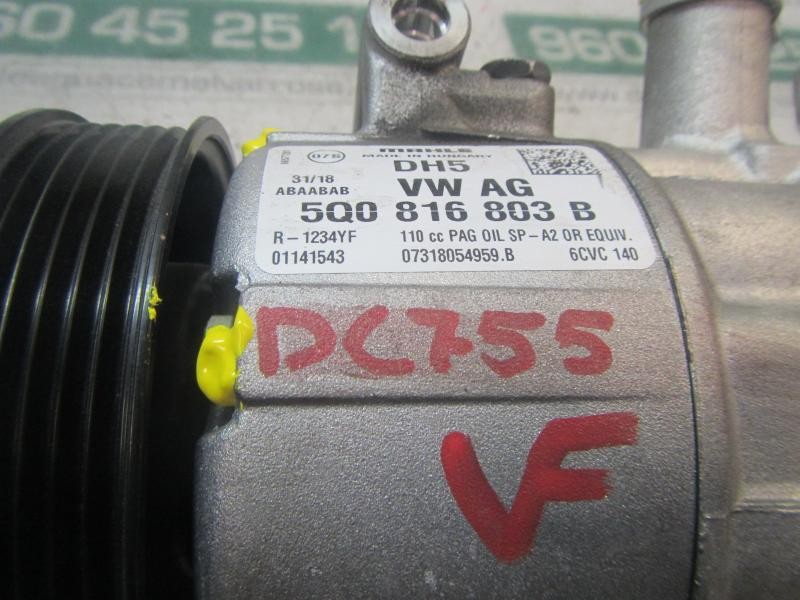 60 45 25 1
960
075
MAHLE
MADE IN HUNGARY
DH5
31/18
ABAABAB
VW AG
5Q0 816 803 B
R-1234YF
110 cc PAG OIL SP-A2 OR EQUIV.
01141543
07318054959.B
6CVC 140
DC755
VF